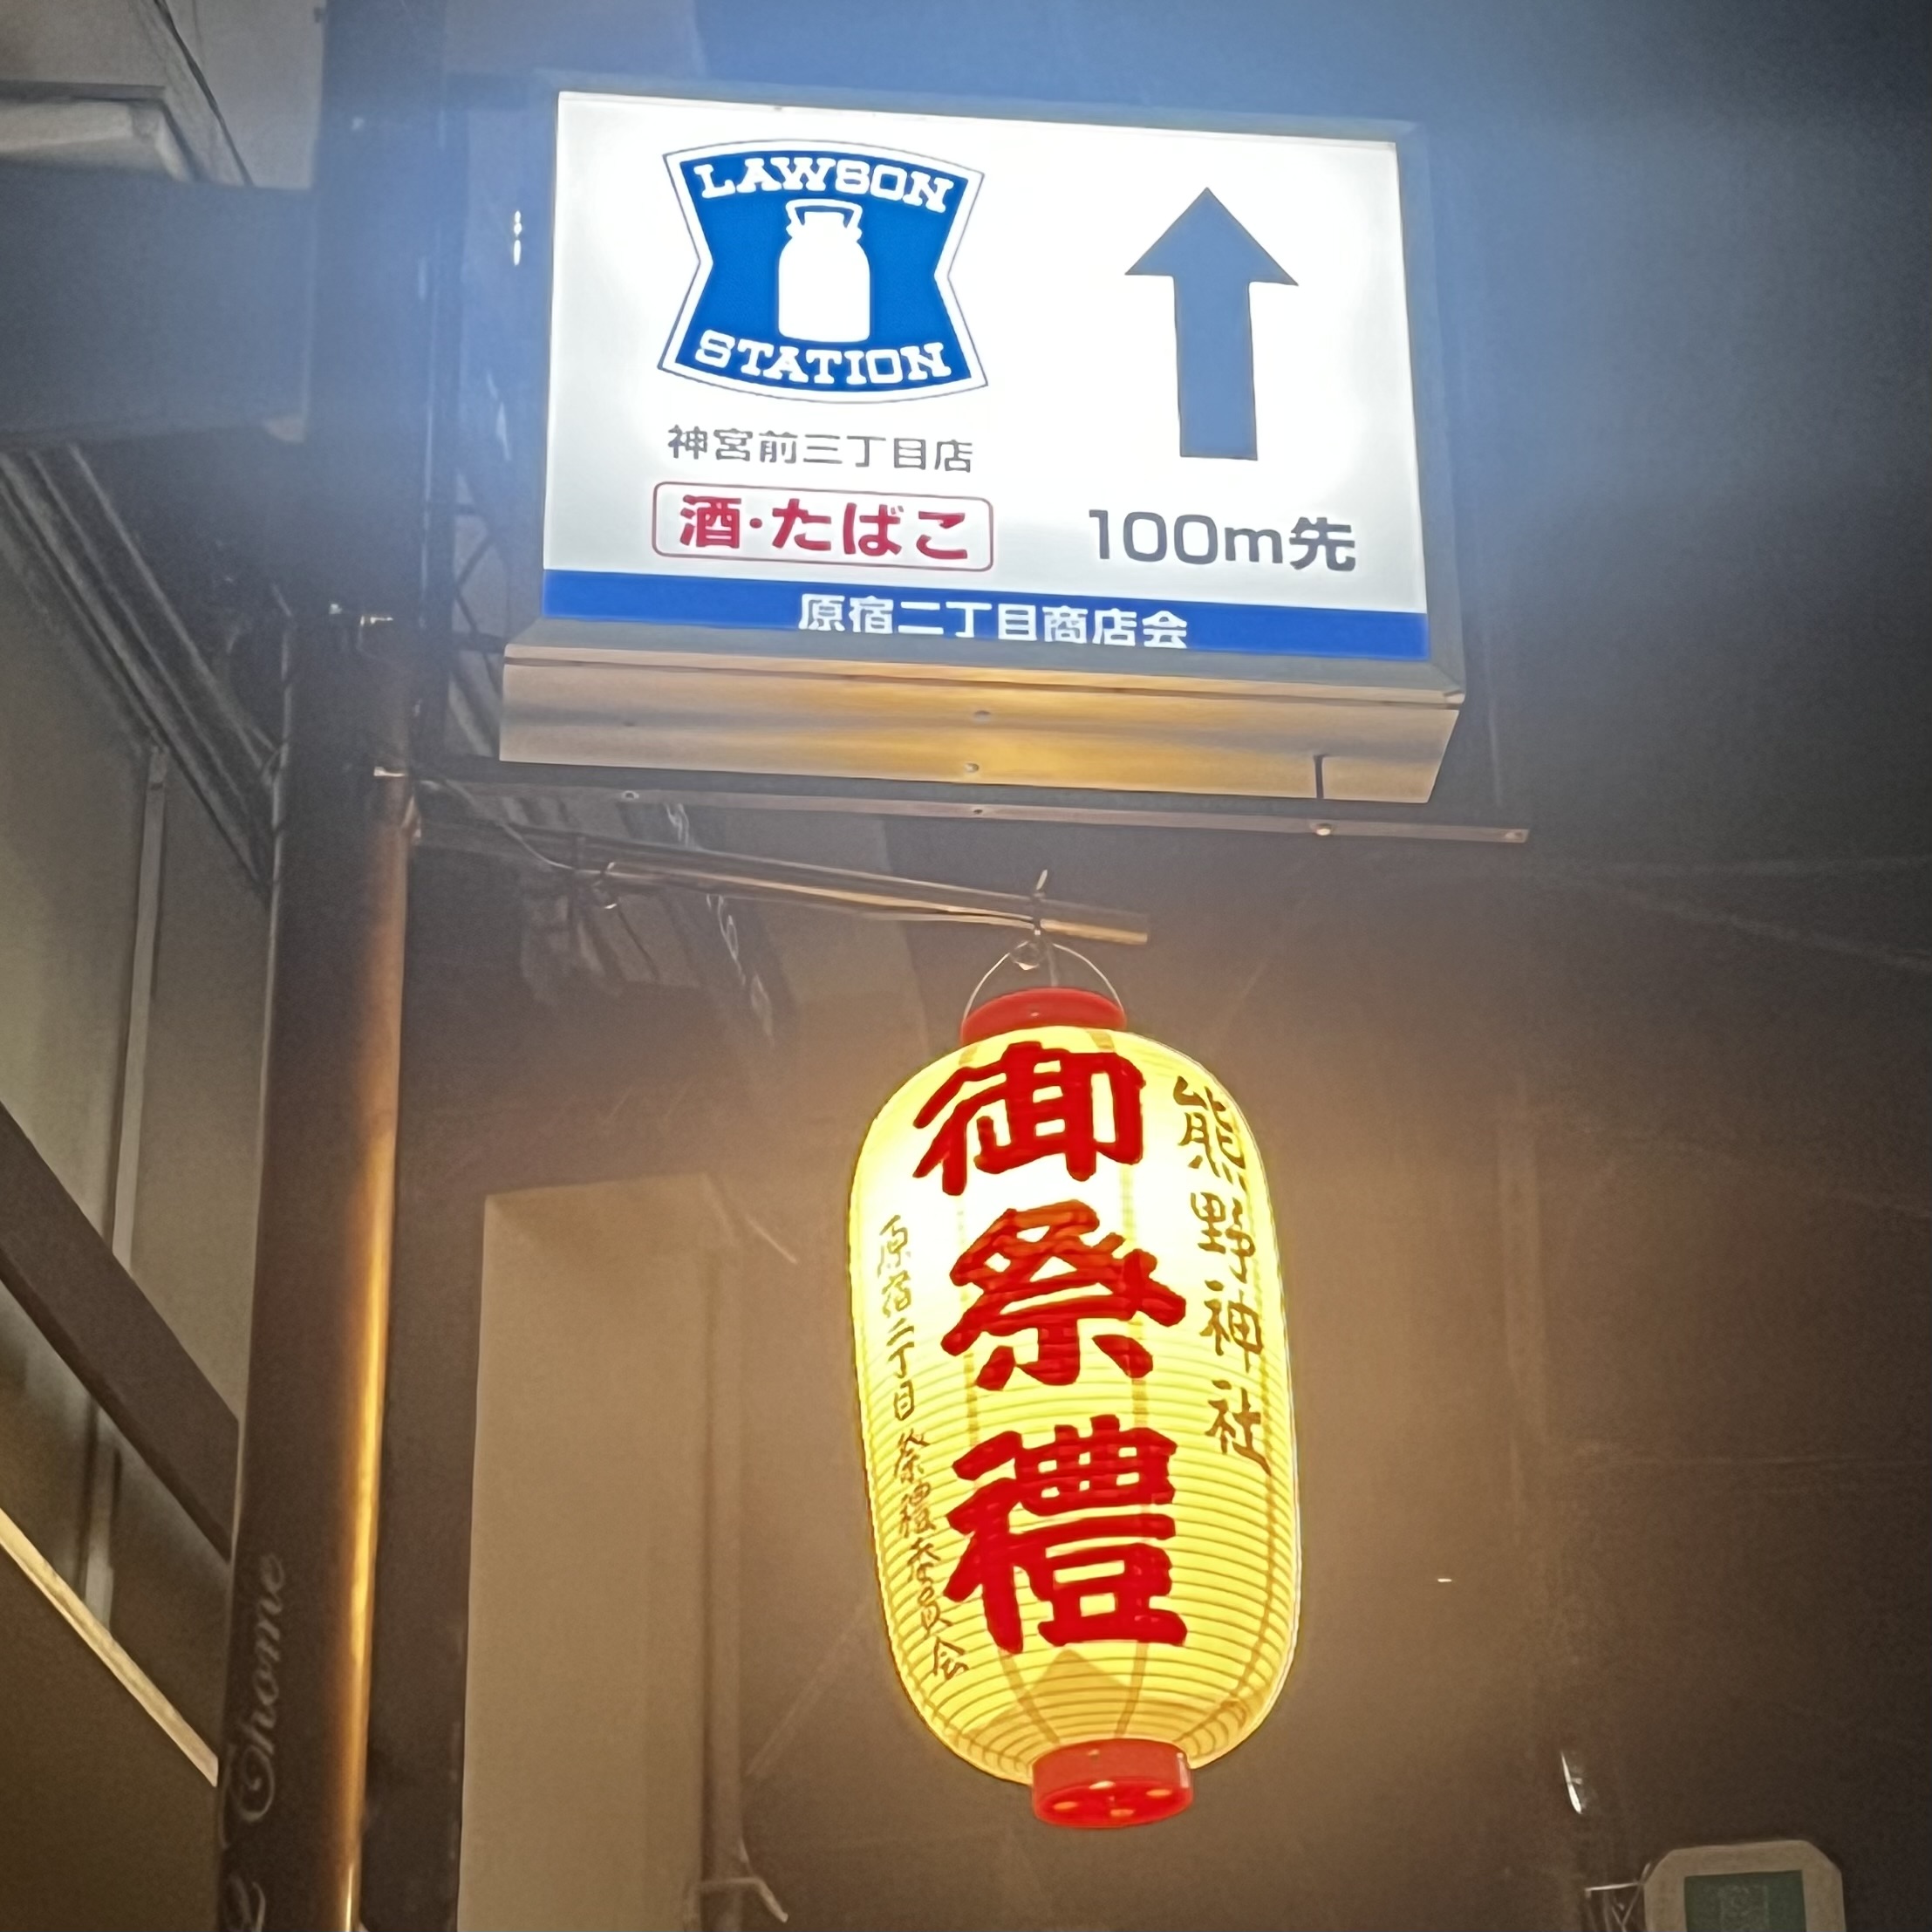 LAWSON
STATION
神宮前三丁目店
酒・たばこ
100m先
原宿二丁目商店会
熊野神社
御祭禮
原宿二丁目祭禮委員会
Chome